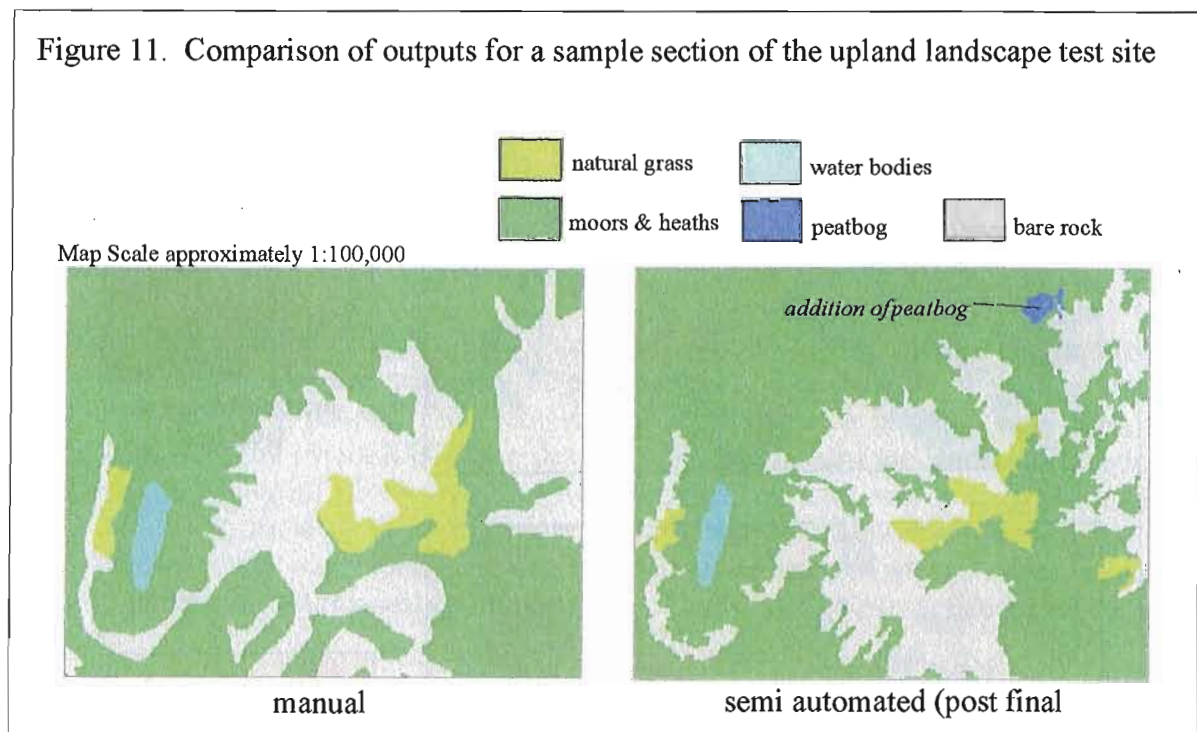 Figure 11. Comparison of outputs for a sample section of the upland landscape test site
natural grass
water bodies
moors & heaths
peatbog
bare rock
Map Scale approximately 1:100,000
addition ofpeatbog
manual
semi automated (post final